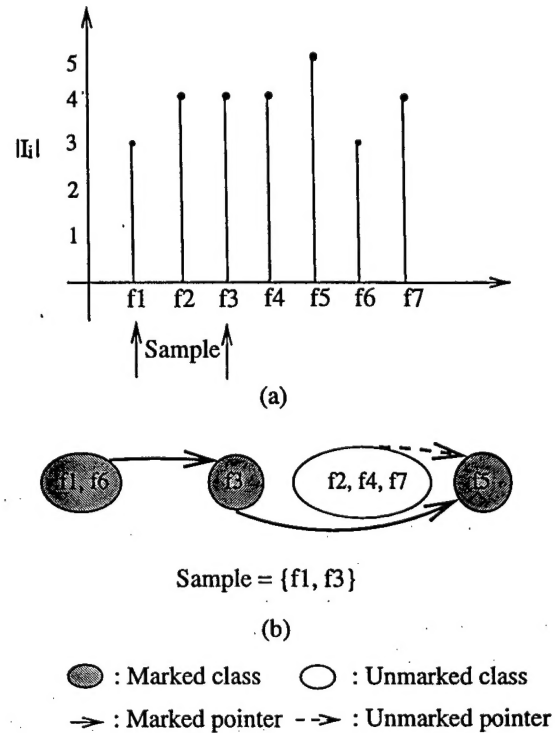 5
4
|Ii|
3
2
1
f1 f2 f3 f4 f5 f6 f7
Sample
(a)
f1, f6 f3 f2, f4, f7 f5
Sample = {f1, f3}
(b)
: Marked class : Unmarked class
: Marked pointer : Unmarked pointer